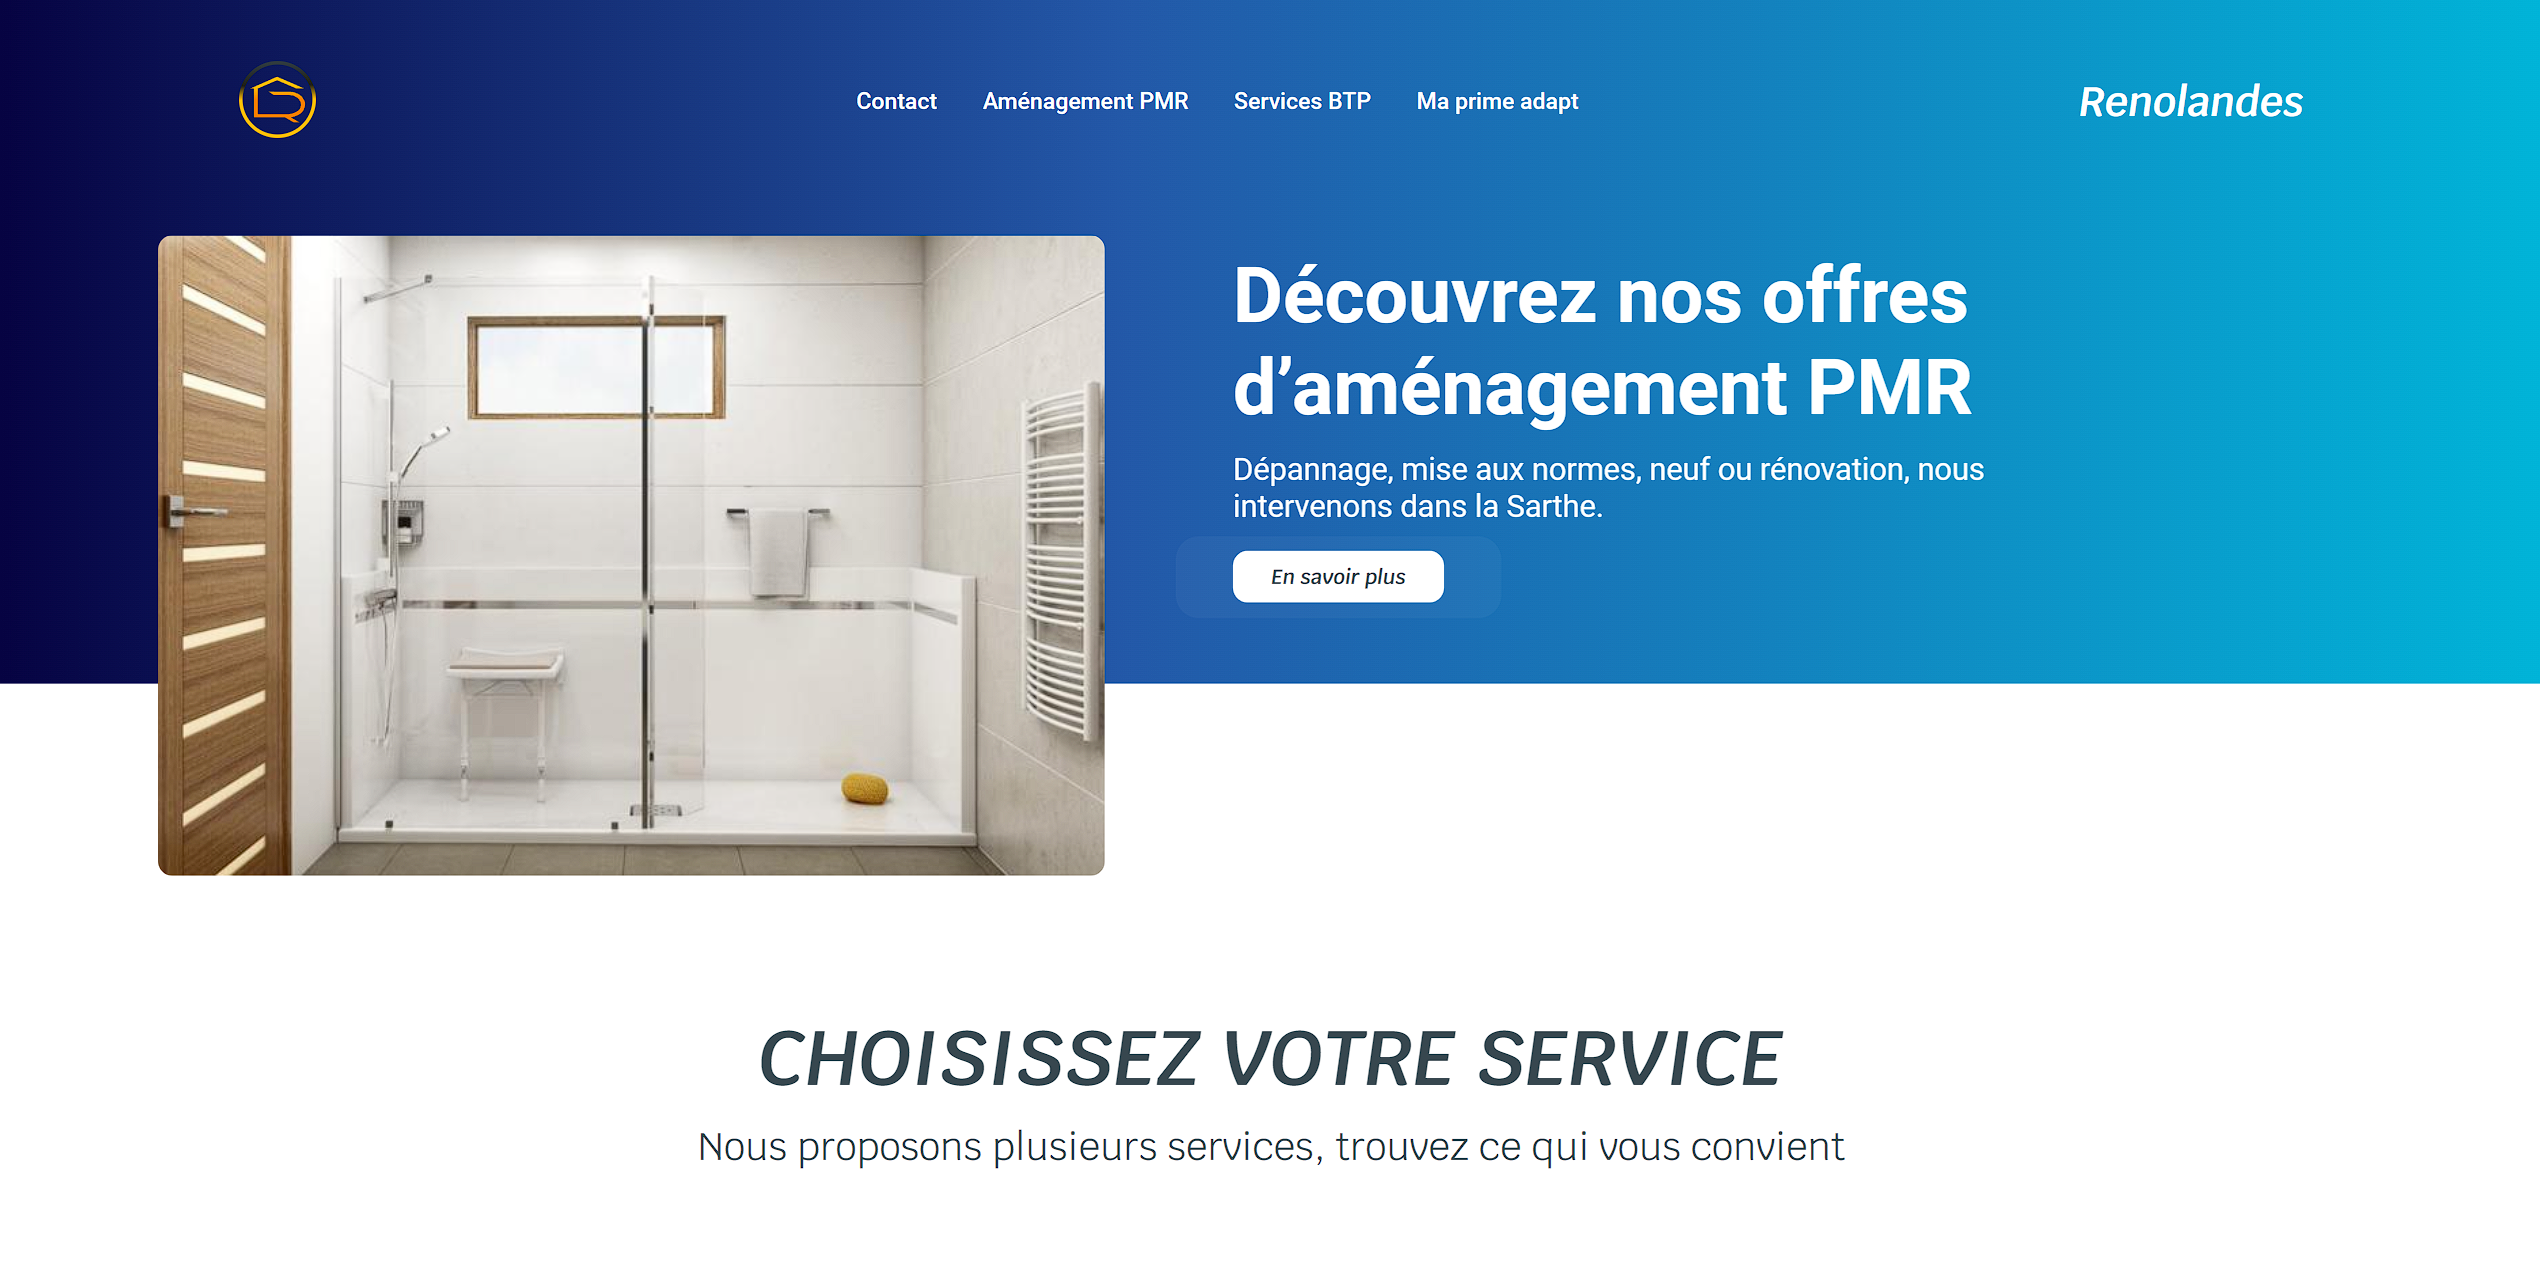 Contact
Aménagement PMR
Services BTP
Ma prime adapt
Renolandes
Découvrez nos offres
d’aménagement PMR
Dépannage, mise aux normes, neuf ou rénovation, nous
intervenons dans la Sarthe.
En savoir plus
CHOISISSEZ VOTRE SERVICE
Nous proposons plusieurs services, trouvez ce qui vous convient